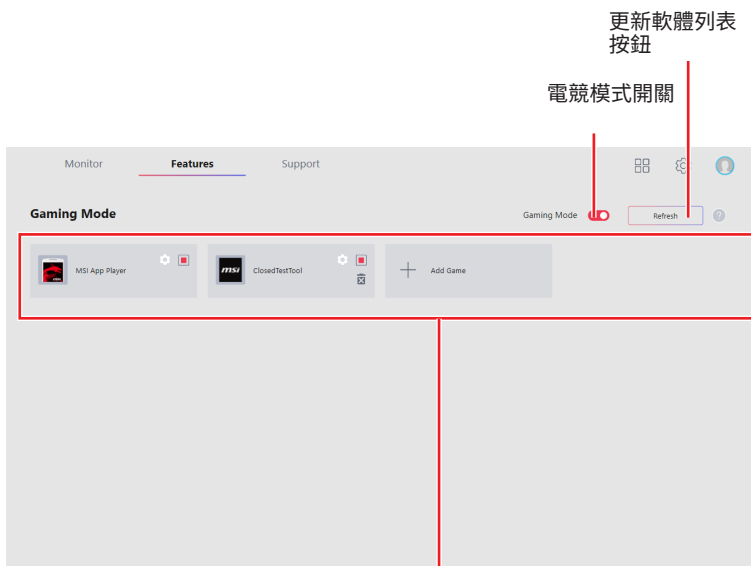 更新軟體列表
按鈕
電競模式開關
Monitor
Features
Support
Gaming Mode
Gaming Mode
Refresh
?
MSI App Player
msi
ClosedTestTool
Add Game